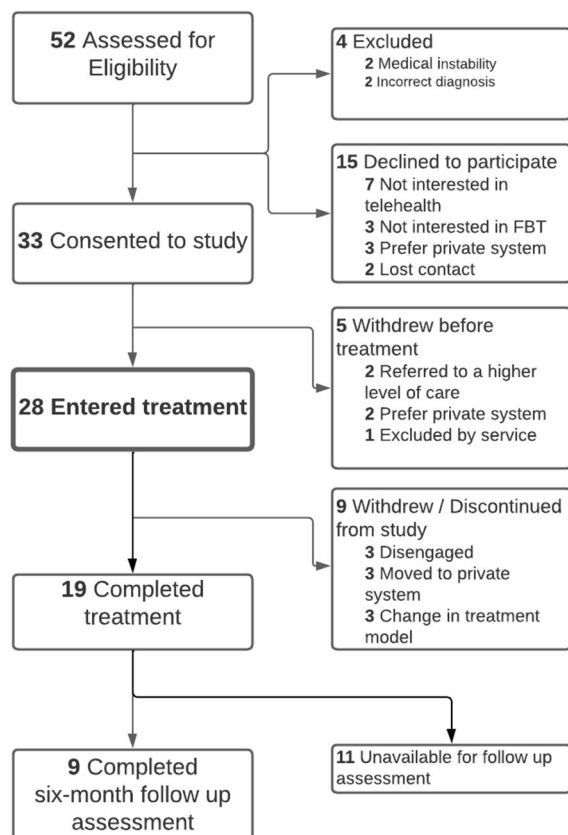 52 Assessed for
Eligibility
4 Excluded
2 Medical instability
2 Incorrect diagnosis
15 Declined to participate
7 Not interested in
telehealth
3 Not interested in FBT
3 Prefer private system
2 Lost contact
33 Consented to study
5 Withdrew before
treatment
2 Referred to a higher
level of care
2 Prefer private system
1 Excluded by service
28 Entered treatment
9 Withdrew / Discontinued
from study
3 Disengaged
3 Moved to private
system
3 Change in treatment
model
19 Completed
treatment
11 Unavailable for follow up
assessment
9 Completed
six-month follow up
assessment